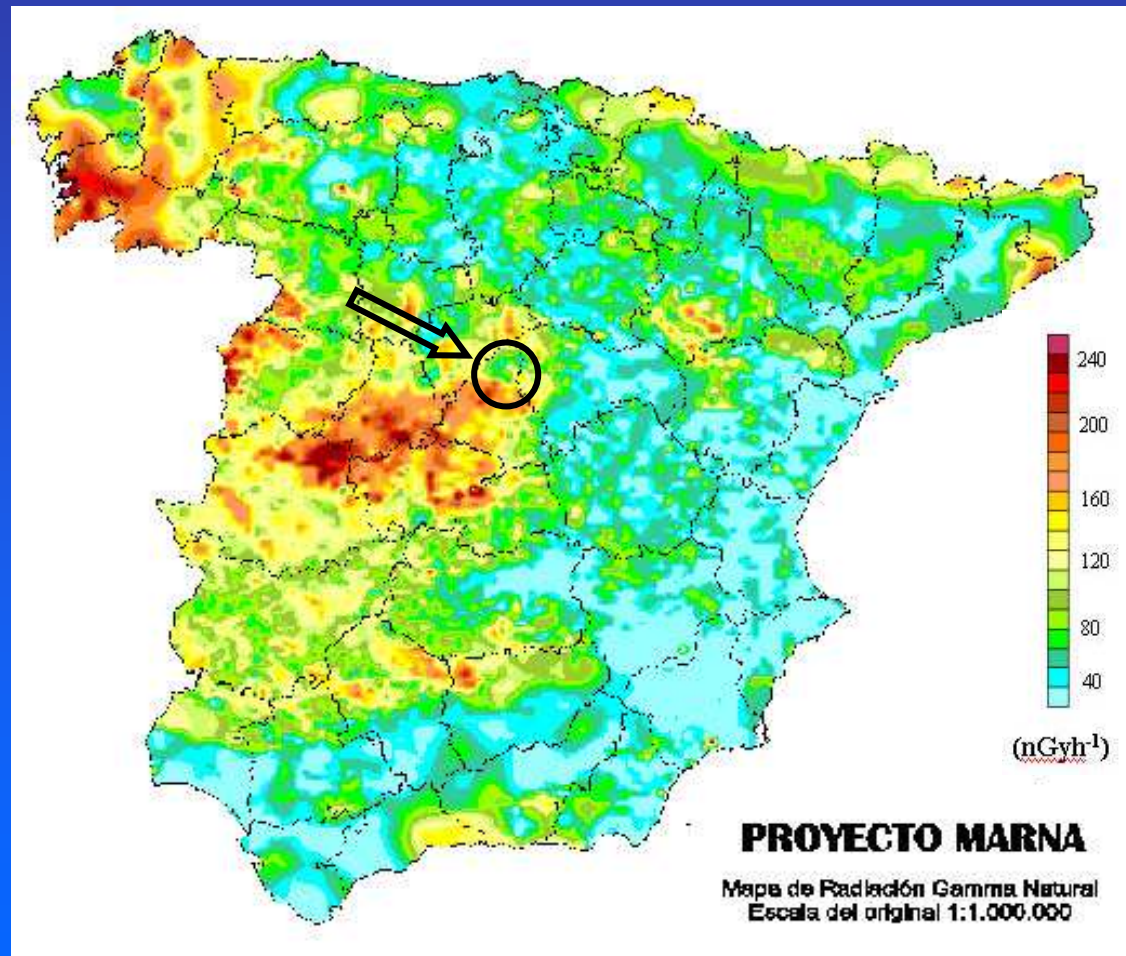 240
200
160
120
80
40
(nGyh⁻¹)
PROYECTO MARNA
Mapa de Radiación Gamma Natural
Escala del original 1:1.000.000